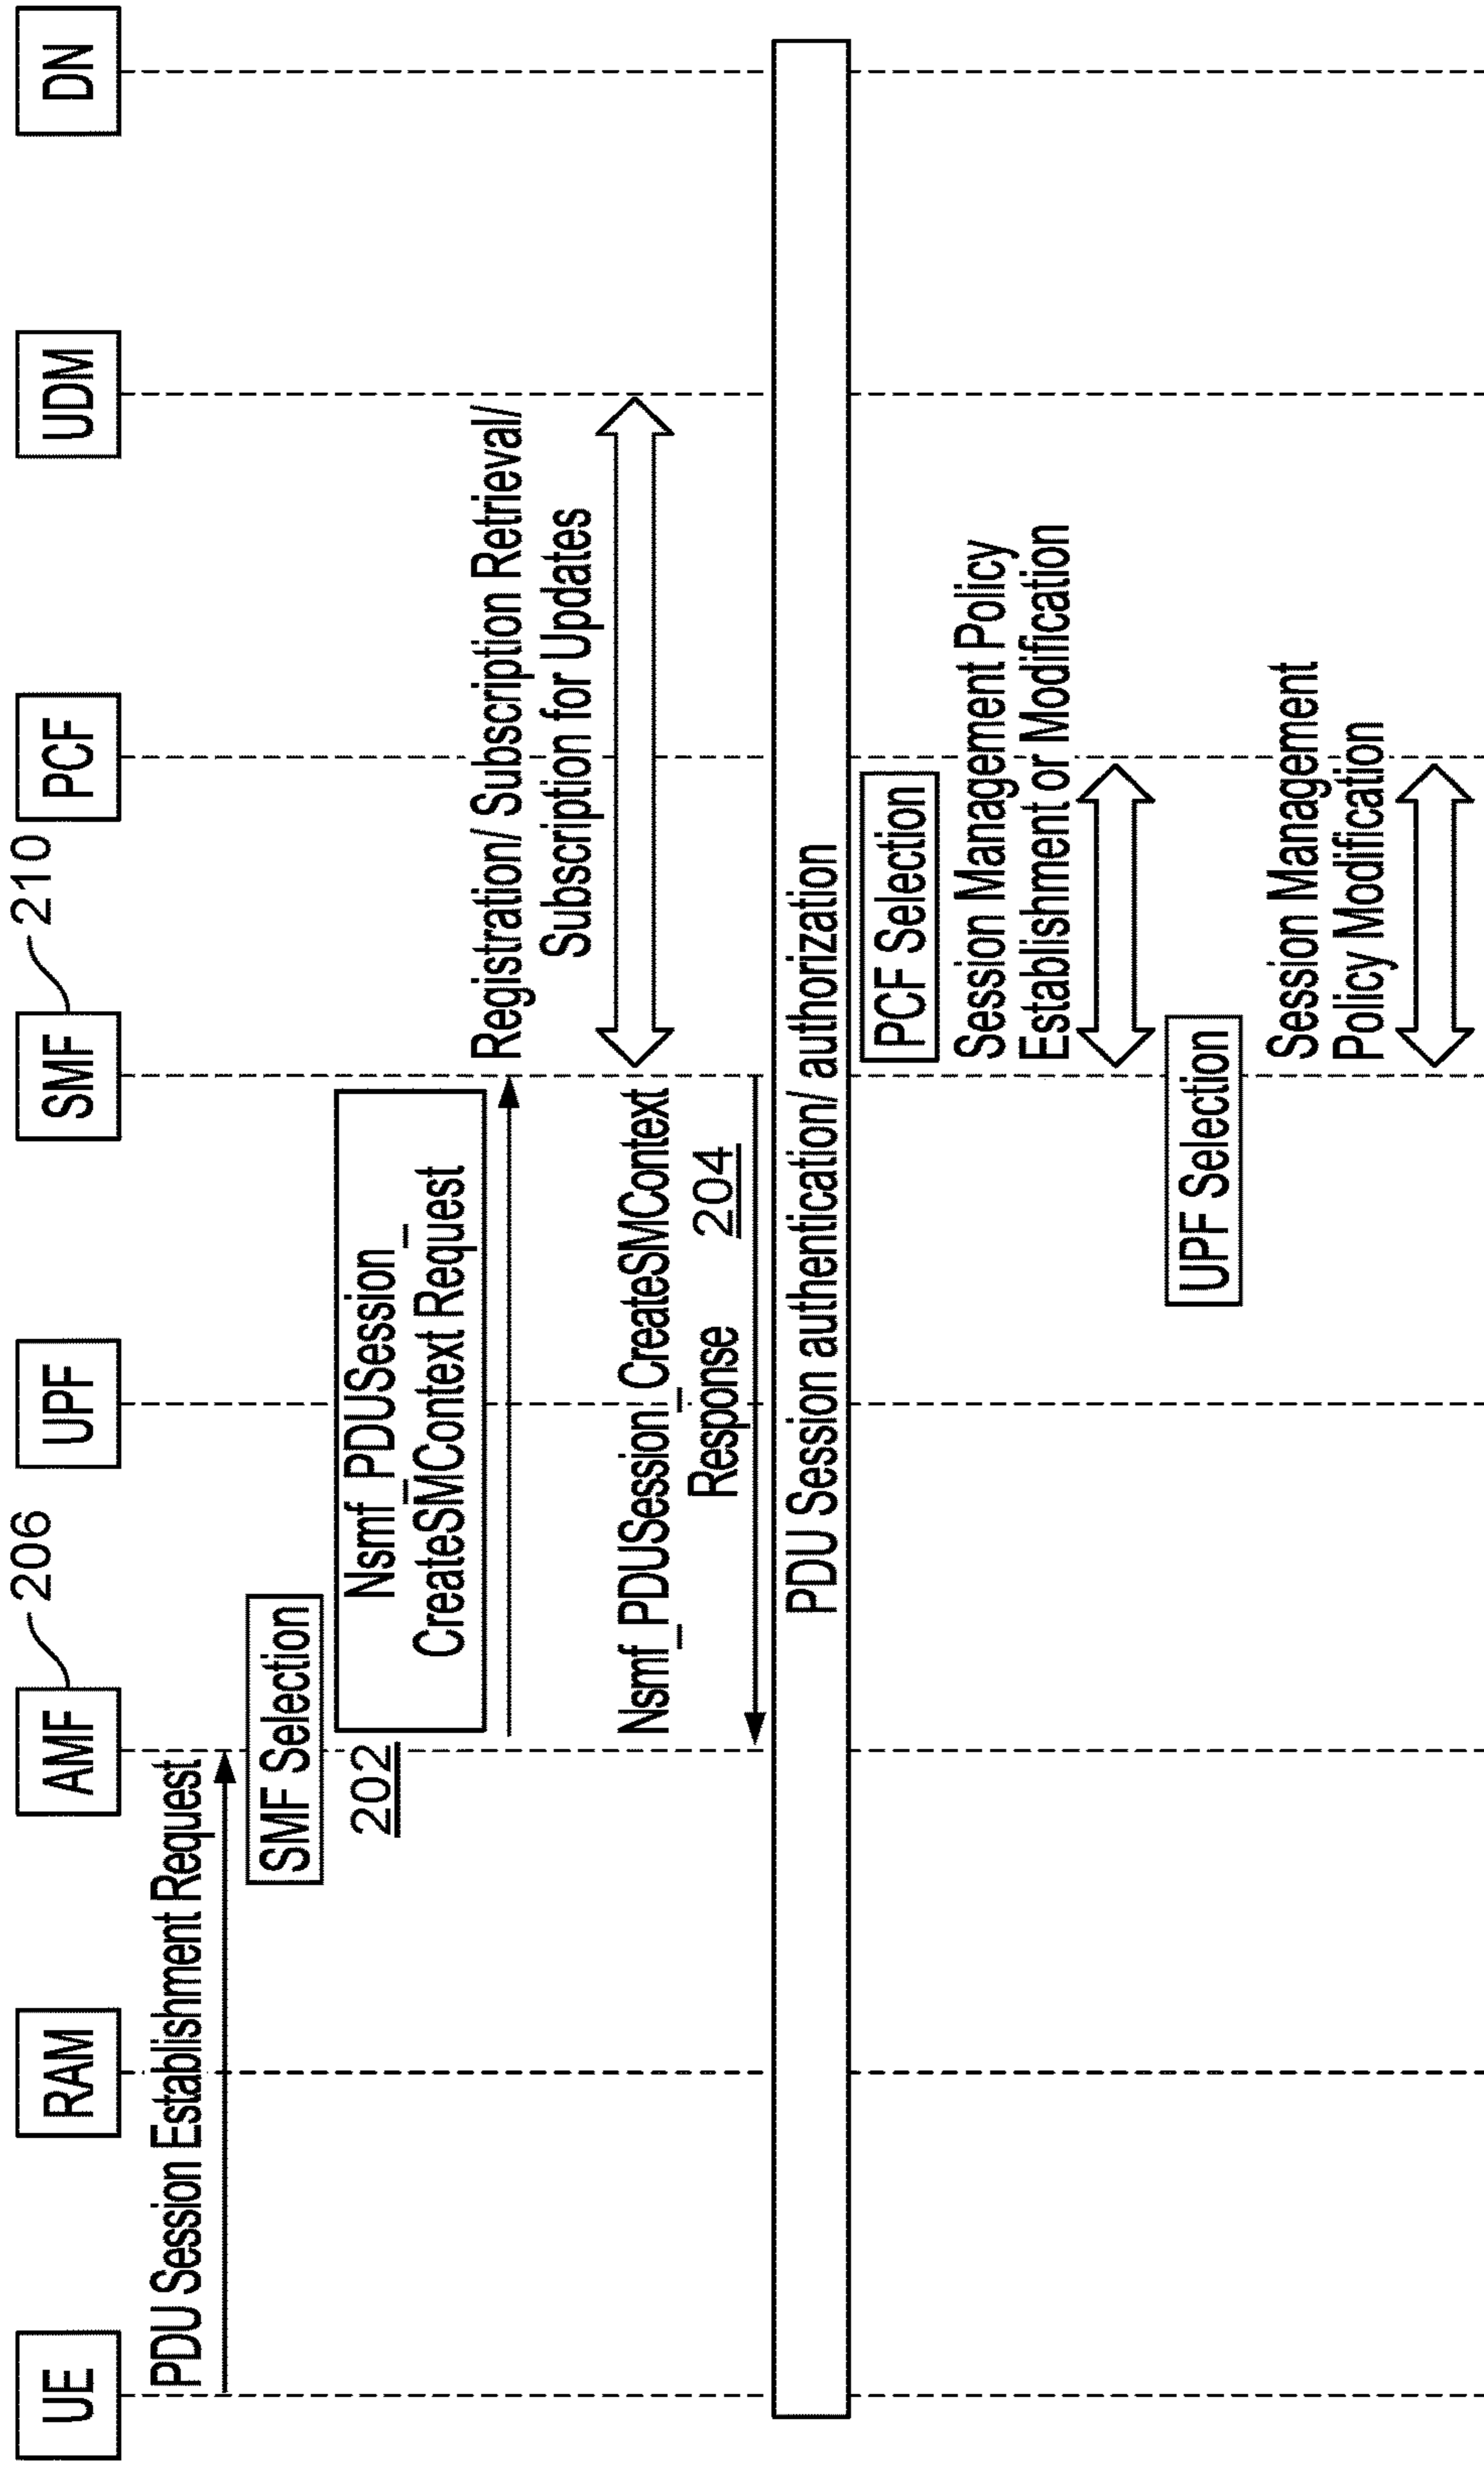 UE
RAM
AMF
206
UPF
SMF
210
PCF
UDM
DN
PDU Session Establishment Request
SMF Selection
202
Nsmf_PDUSession_
CreateSMContext Request
Registration/ Subscription Retrieval/
Subscription for Updates
Nsmf_PDUSession_CreateSMContext
Response
204
PDU Session authentication/ authorization
PCF Selection
Session Management Policy
Establishment or Modification
UPF Selection
Session Management
Policy Modification